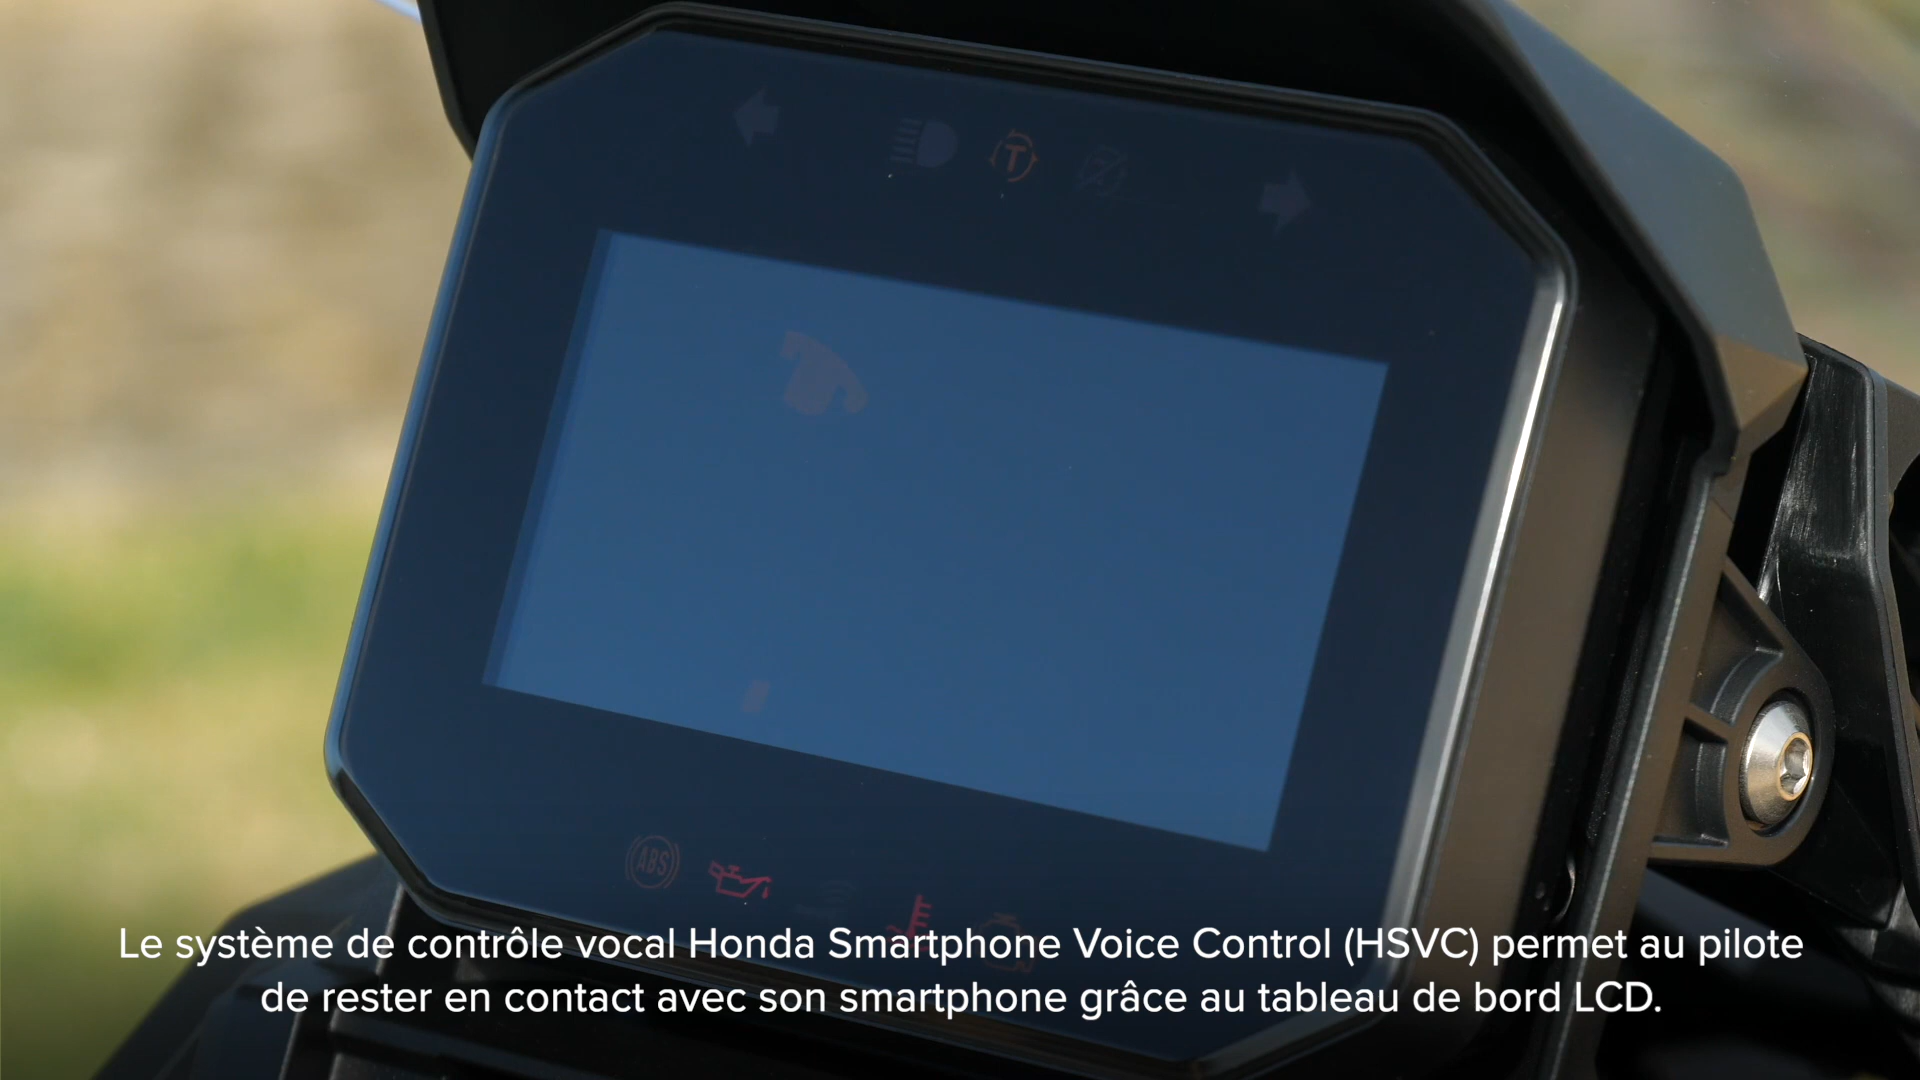 T
ABS
Le système de contrôle vocal Honda Smartphone Voice Control (HSVC) permet au pilote
de rester en contact avec son smartphone grâce au tableau de bord LCD.